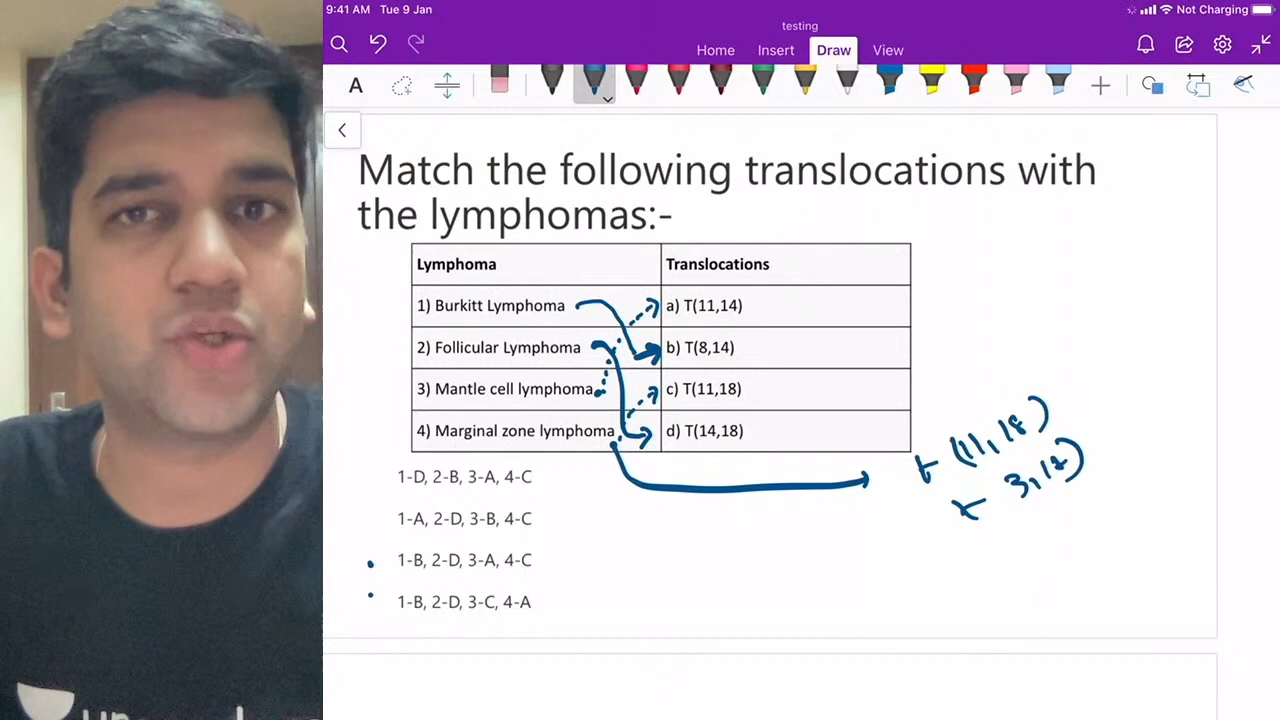 9:41 AM Tue 9 Jan
Not Charging
testing
Home Insert Draw View
A
Match the following translocations with
the lymphomas:-
Lymphoma Translocations
1) Burkitt Lymphoma a) T(11,14)
2) Follicular Lymphoma b) T(8,14)
3) Mantle cell lymphoma c) T(11,18)
4) Marginal zone lymphoma d) T(14,18)
t (11,18)
t 3,18)
1-D, 2-B, 3-A, 4-C
1-A, 2-D, 3-B, 4-C
1-B, 2-D, 3-A, 4-C
1-B, 2-D, 3-C, 4-A